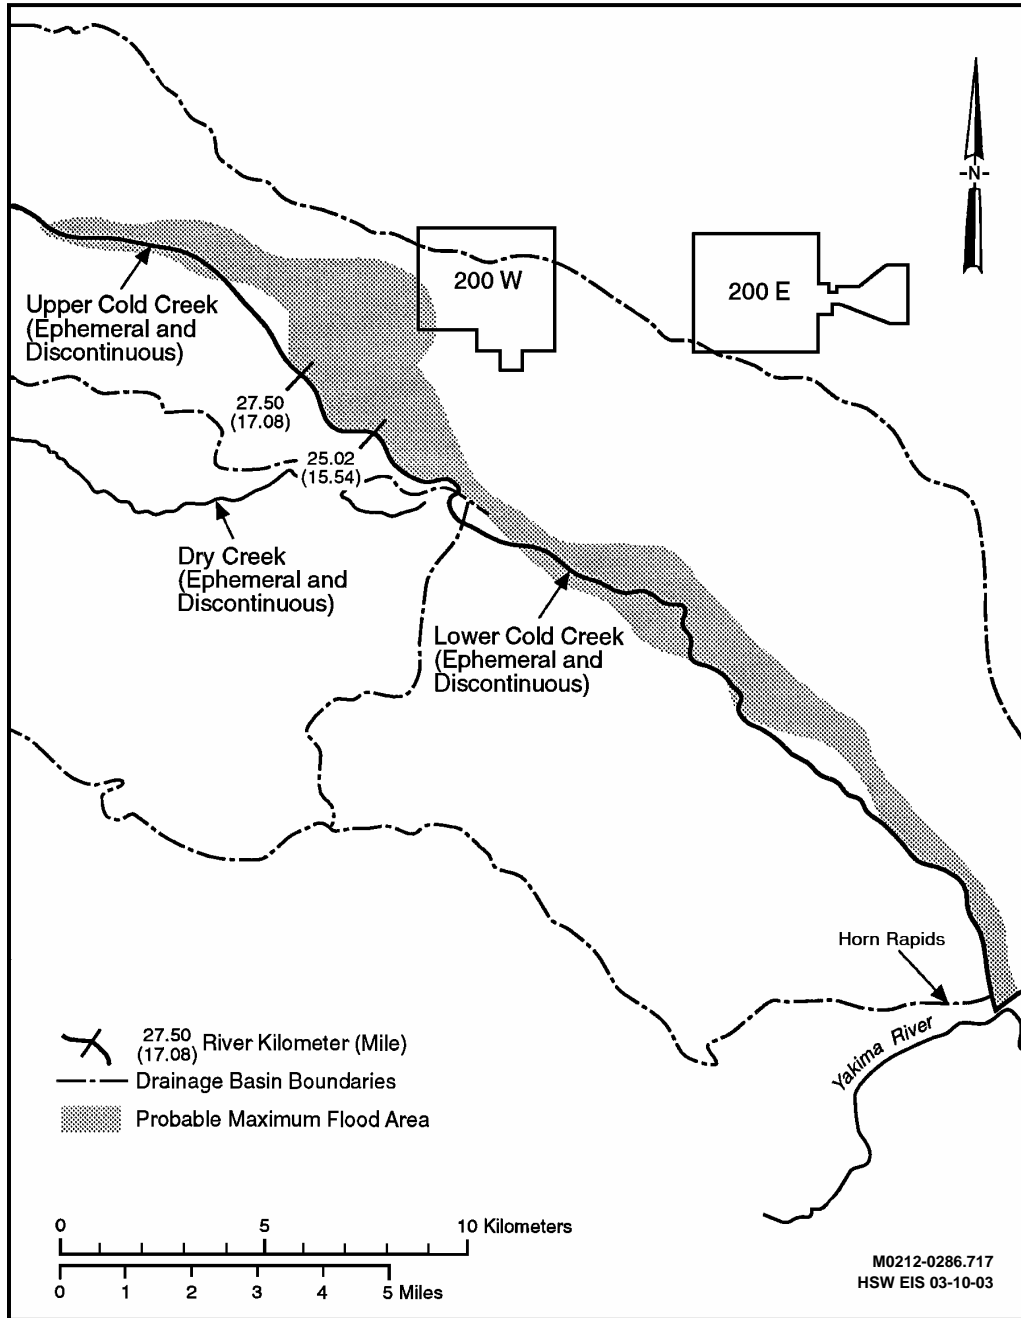 -N-
200 W
200 E
Upper Cold Creek
(Ephemeral and
Discontinuous)
27.50
(17.08)
25.02
(15.54)
Dry Creek
(Ephemeral and
Discontinuous)
Lower Cold Creek
(Ephemeral and
Discontinuous)
Horn Rapids
Yakima River
27.50
(17.08)
River Kilometer (Mile)
Drainage Basin Boundaries
Probable Maximum Flood Area
0 5 10 Kilometers
0 1 2 3 4 5 Miles
M0212-0286.717
HSW EIS 03-10-03